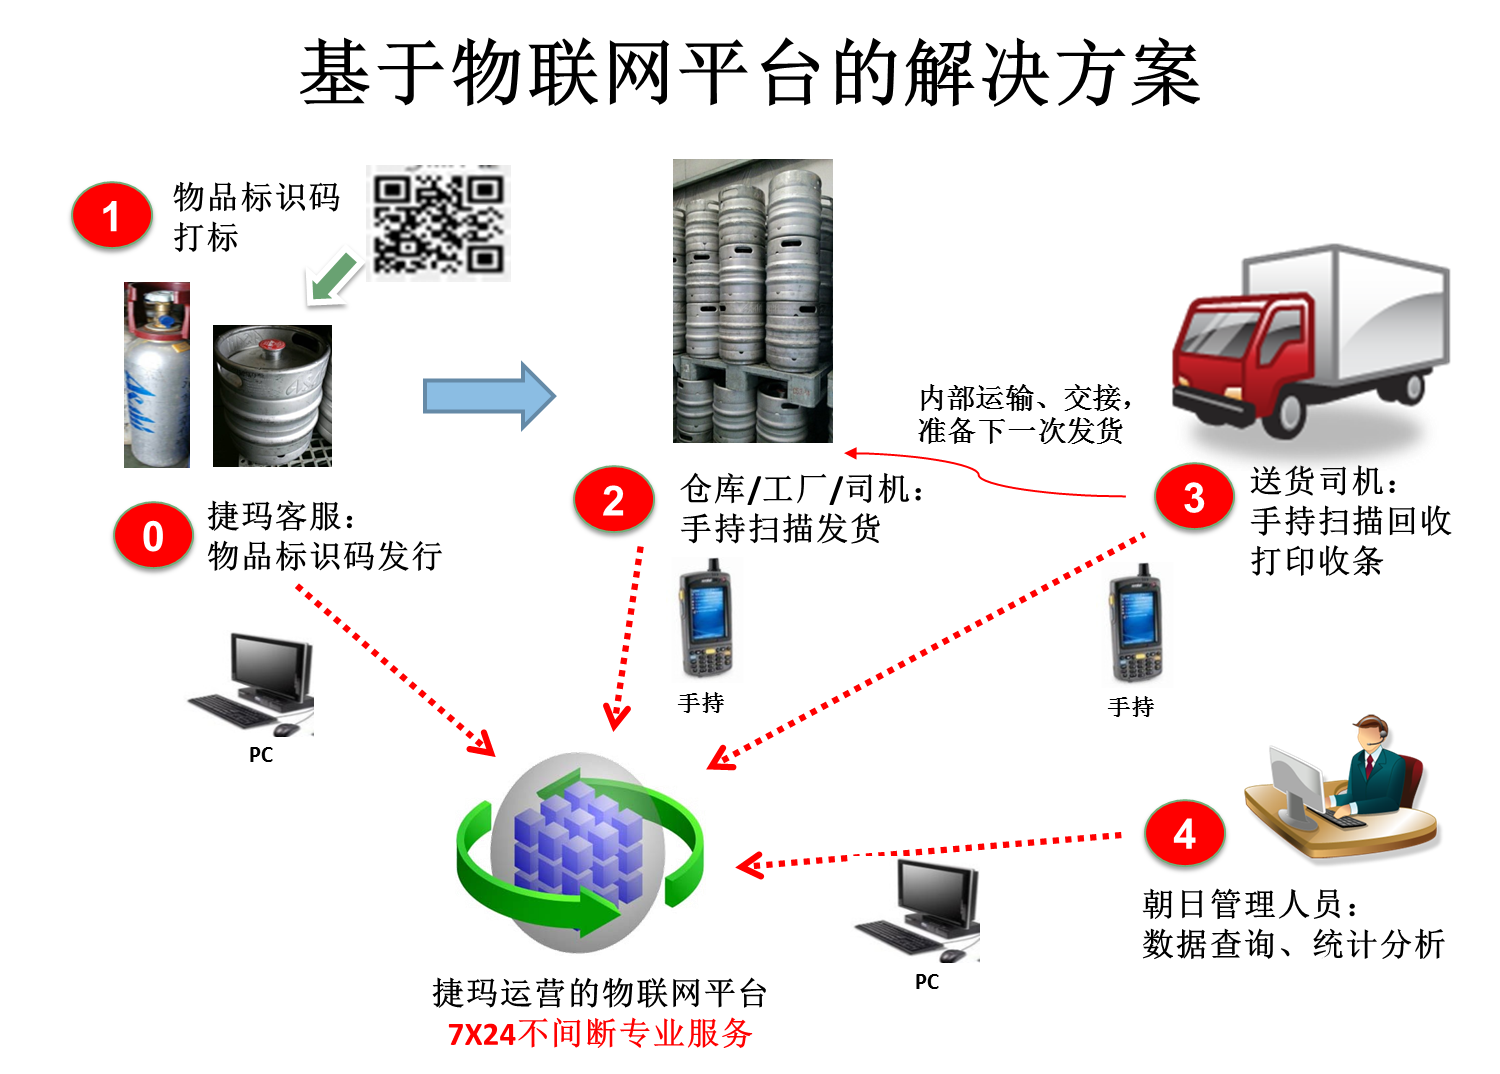 基于物联网平台的解决方案
1
物品标识码
打标
Asahi
0
捷玛客服：
物品标识码发行
PC
2
仓库/工厂/司机：
手持扫描发货
手持
内部运输、交接，
准备下一次发货
3
送货司机：
手持扫描回收
打印收条
手持
4
朝日管理人员：
数据查询、统计分析
PC
捷玛运营的物联网平台
7X24不间断专业服务